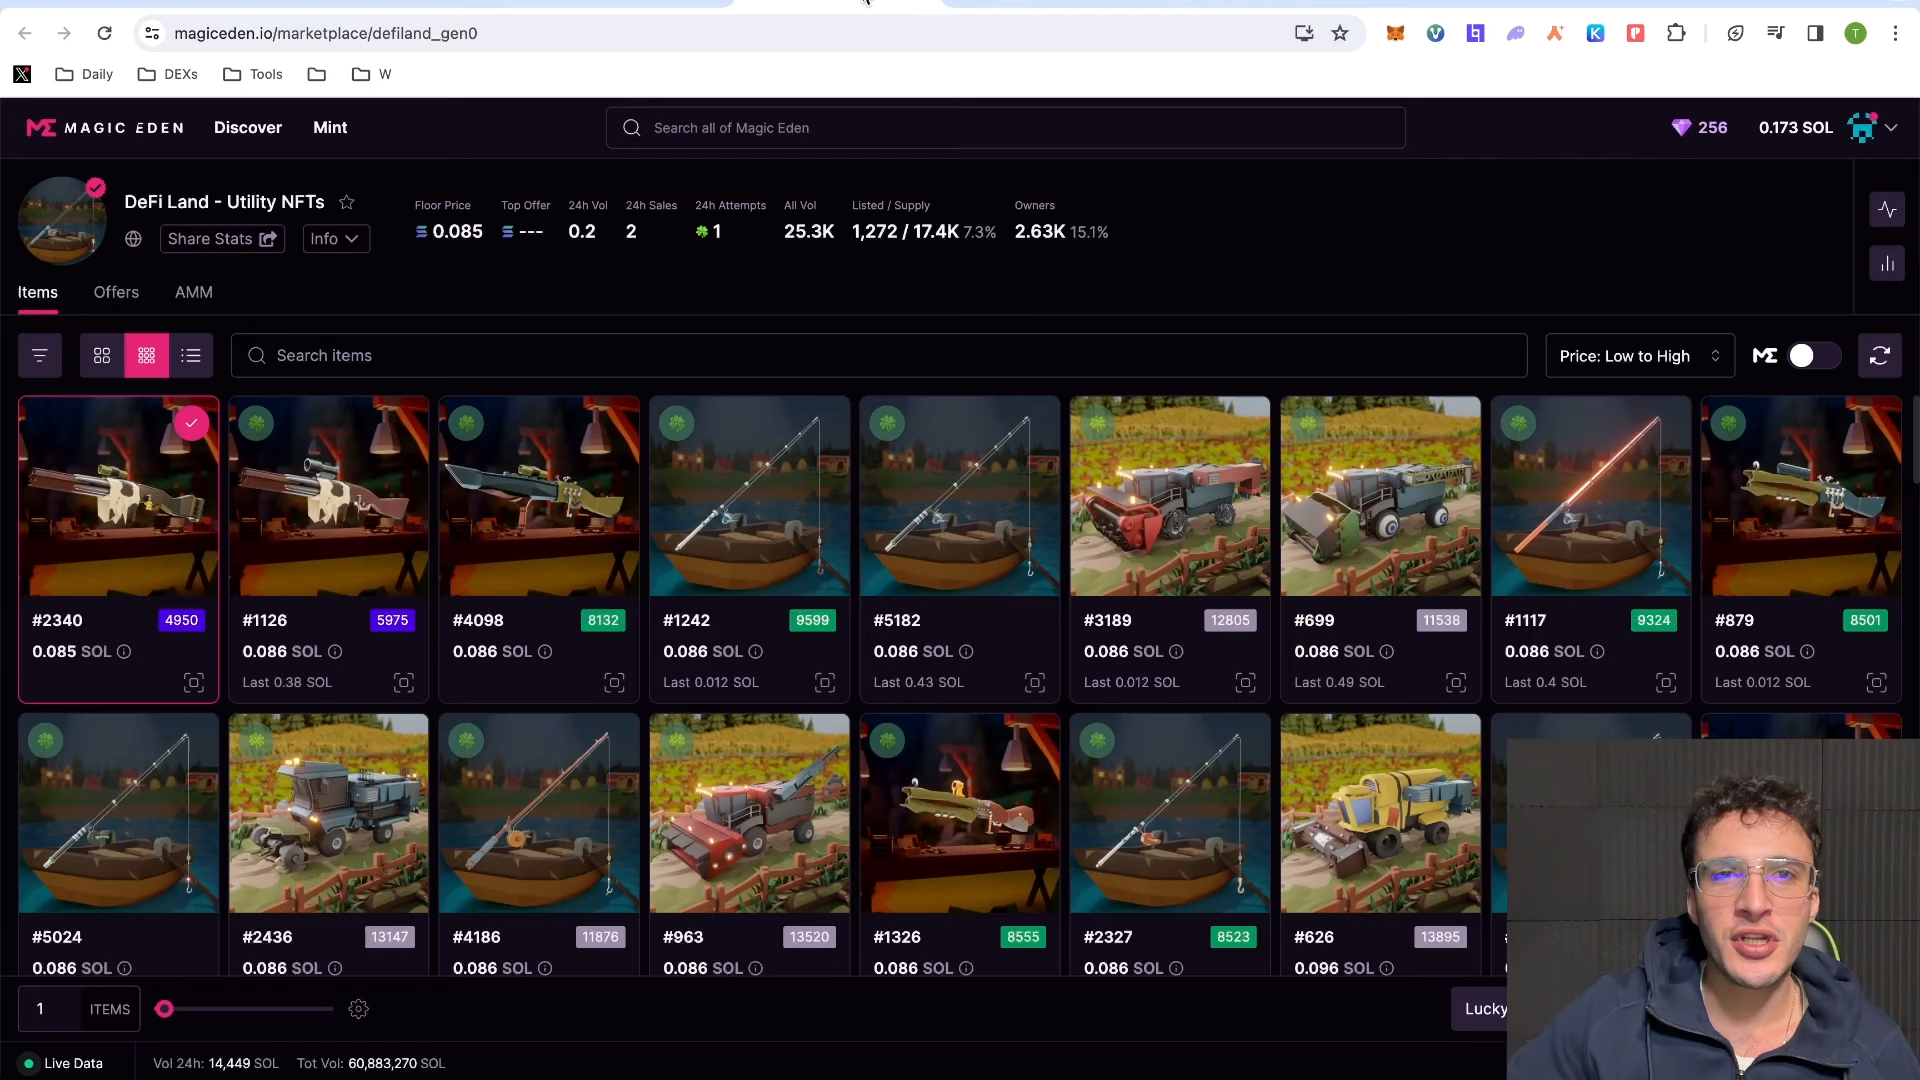 magiceden.io/marketplace/defiland_gen0
T
Daily
DEXs
Tools
W
MAGIC EDEN
Discover
Mint
Search all of Magic Eden
256
0.173 SOL
DeFi Land - Utility NFTs
Share Stats
Info
Floor Price
0.085
Top Offer
---
24h Vol
0.2
24h Sales
2
24h Attempts
1
All Vol
25.3K
Listed / Supply
1,272 / 17.4K 7.3%
Owners
2.63K 15.1%
Items
Offers
AMM
Search items
Price: Low to High
#2340 4950
0.085 SOL
#1126 5975
0.086 SOL
Last 0.38 SOL
#4098 8132
0.086 SOL
#1242 9599
0.086 SOL
Last 0.012 SOL
#5182
0.086 SOL
Last 0.43 SOL
#3189 12805
0.086 SOL
Last 0.012 SOL
#699 11538
0.086 SOL
Last 0.49 SOL
#1117 9324
0.086 SOL
Last 0.4 SOL
#879 8501
0.086 SOL
Last 0.012 SOL
#5024
0.086 SOL
#2436 13147
0.086 SOL
#4186 11876
0.086 SOL
#963 13520
0.086 SOL
#1326 8555
0.086 SOL
#2327 8523
0.086 SOL
#626 13895
0.096 SOL
1 ITEMS
Lucky
Live Data
Vol 24h: 14,449 SOL
Tot Vol: 60,883,270 SOL